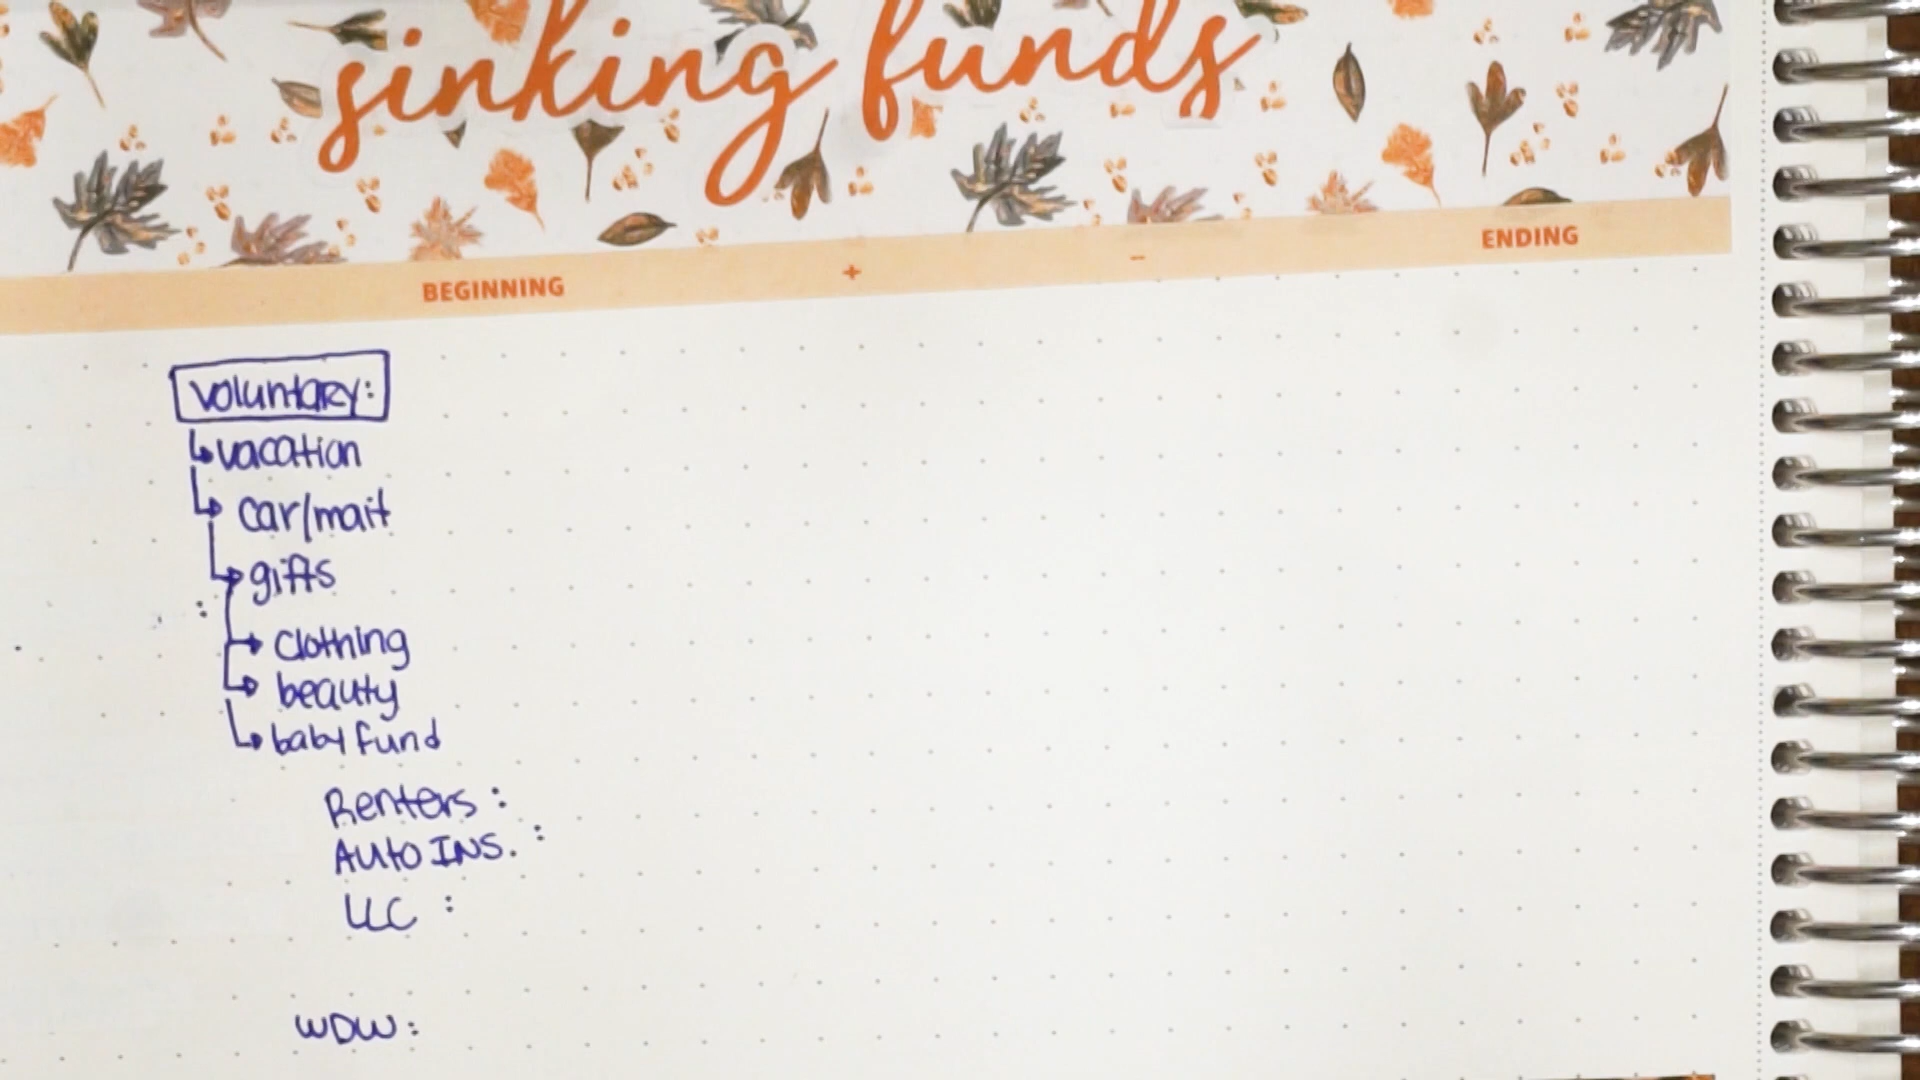 sinking funds
BEGINNING + - ENDING
voluntary:
vacation
car/mait
gifts
:
clothing
beauty
baby fund
Renters :
Auto INS. :
LLC :
WDW :